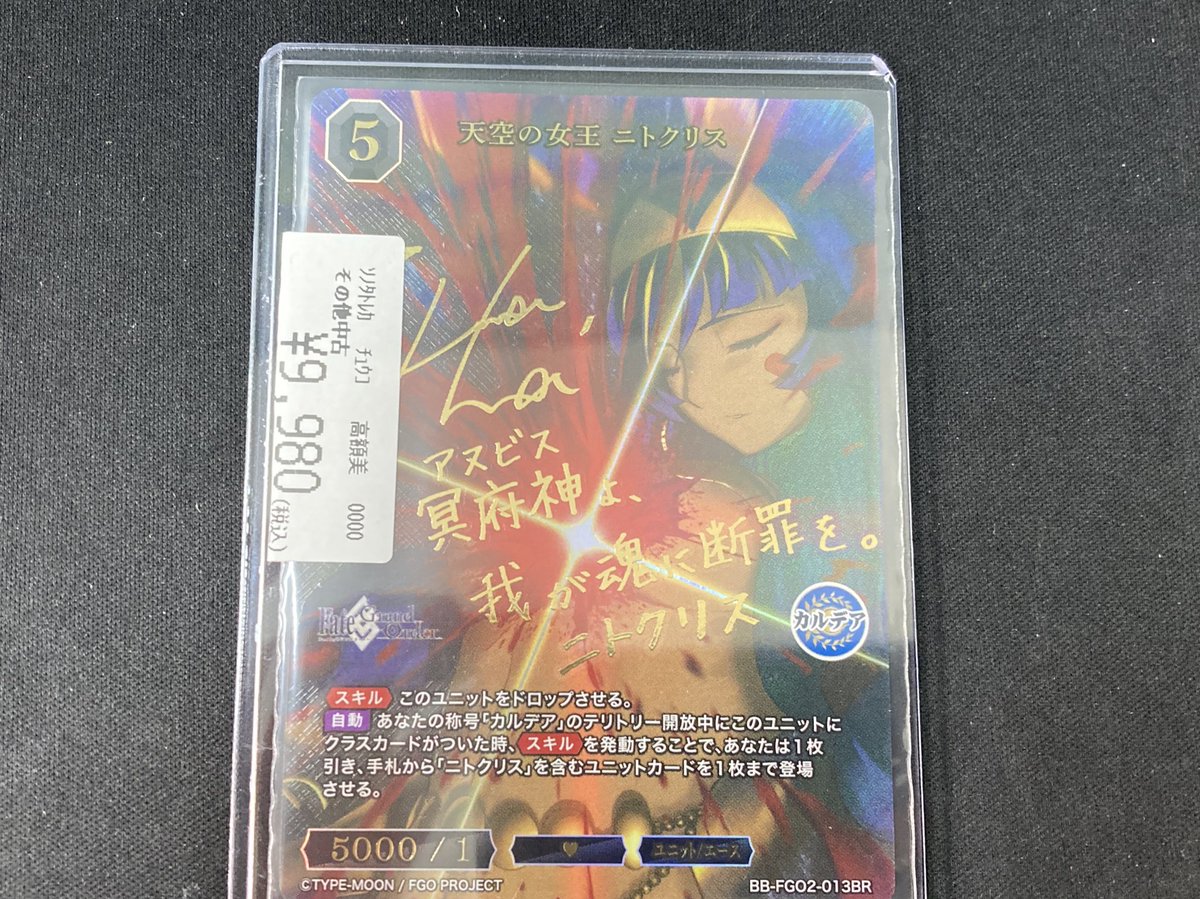 5
天空の女王 ニトクリス
ｿﾉﾀﾄﾚｶ ﾁｭｳｺ 高額美 0000
その他中古
¥9,980(税込)
アヌビス
冥府神よ、
我が魂に断罪を。
ニトクリス
Fate
Grand
Order
カルデア
スキル このユニットをドロップさせる。
自動 あなたの称号「カルデア」のテリトリー開放中にこのユニットに
クラスカードがついた時、スキルを発動することで、あなたは1枚
引き、手札から「ニトクリス」を含むユニットカードを1枚まで登場
させる。
5000 / 1
♥
ユニット/エース
©TYPE-MOON / FGO PROJECT
BB-FGO2-013BR